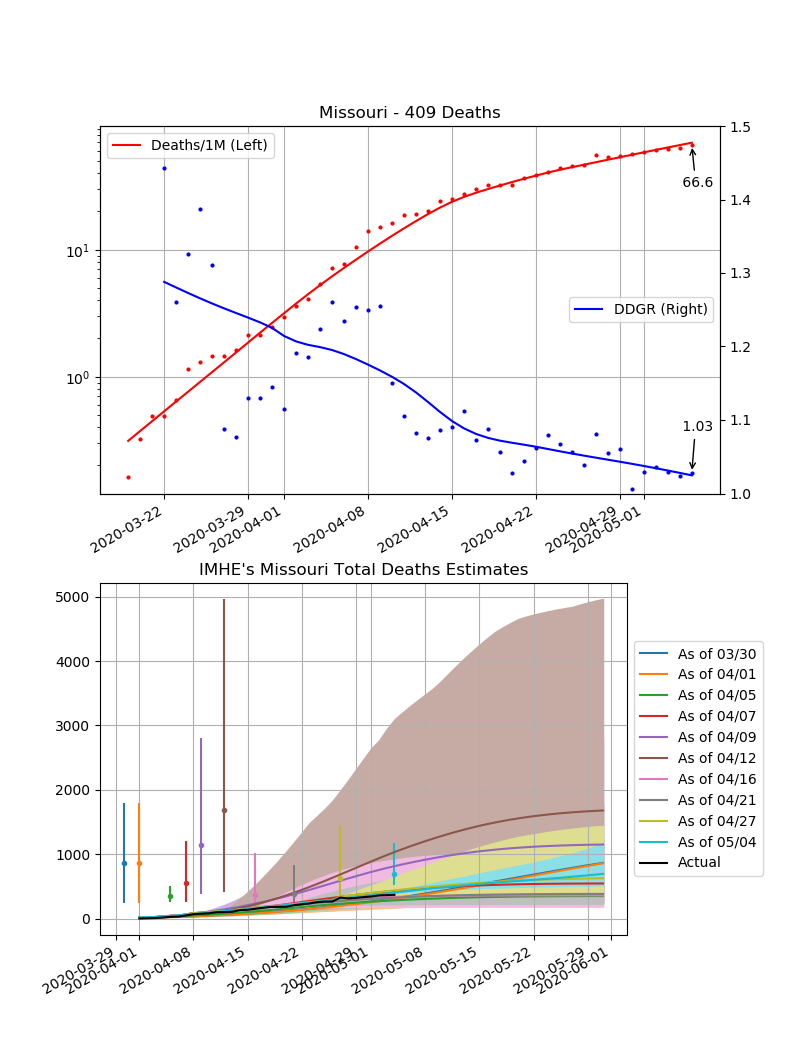 Missouri - 409 Deaths
Deaths/1M (Left)
DDGR (Right)
66.6
1.03
10¹
10⁰
1.5
1.4
1.3
1.2
1.1
1.0
2020-03-22
2020-03-29
2020-04-01
2020-04-08
2020-04-15
2020-04-22
2020-04-29
2020-05-01
IMHE's Missouri Total Deaths Estimates
5000
4000
3000
2000
1000
0
2020-03-29
2020-04-01
2020-04-08
2020-04-15
2020-04-22
2020-04-29
2020-05-01
2020-05-08
2020-05-15
2020-05-22
2020-05-29
2020-06-01
As of 03/30
As of 04/01
As of 04/05
As of 04/07
As of 04/09
As of 04/12
As of 04/16
As of 04/21
As of 04/27
As of 05/04
Actual